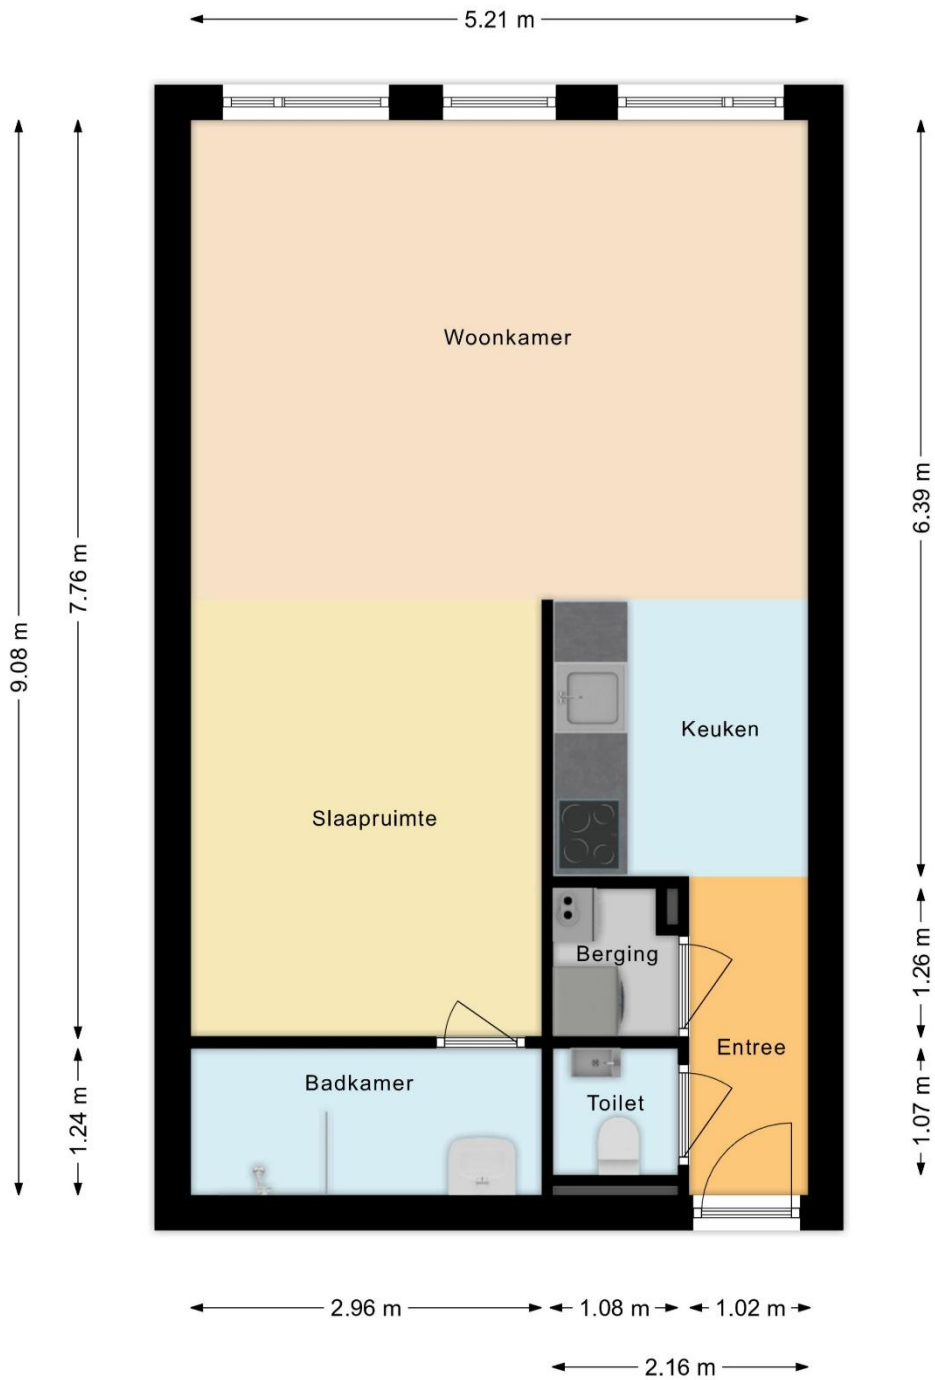 5.21 m
Woonkamer
6.39 m
7.76 m
9.08 m
Keuken
Slaapruimte
Berging
1.26 m
Entree
Badkamer
Toilet
1.24 m
1.07 m
2.96 m
1.08 m
1.02 m
2.16 m